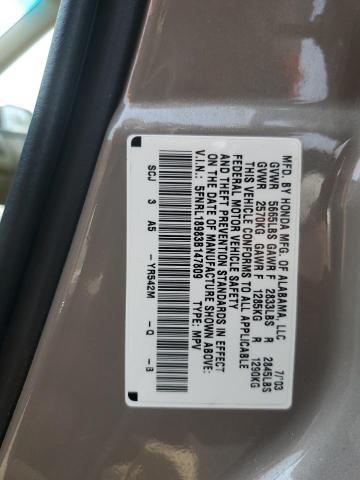 MFD. BY HONDA MFG. OF ALABAMA, LLC 7/03
GVWR 5665LBS GAWR F 2833LBS R 2845LBS
GVWR 2570KG GAWR F 1285KG R 1290KG
THIS VEHICLE CONFORMS TO ALL APPLICABLE
FEDERAL MOTOR VEHICLE SAFETY
AND THEFT PREVENTION STANDARDS IN EFFECT
ON THE DATE OF MANUFACTURE SHOWN ABOVE.
V.I.N.: 5FNRL18983B147809 TYPE: MPV
SCJ 3 A5 -YR542M -Q -B